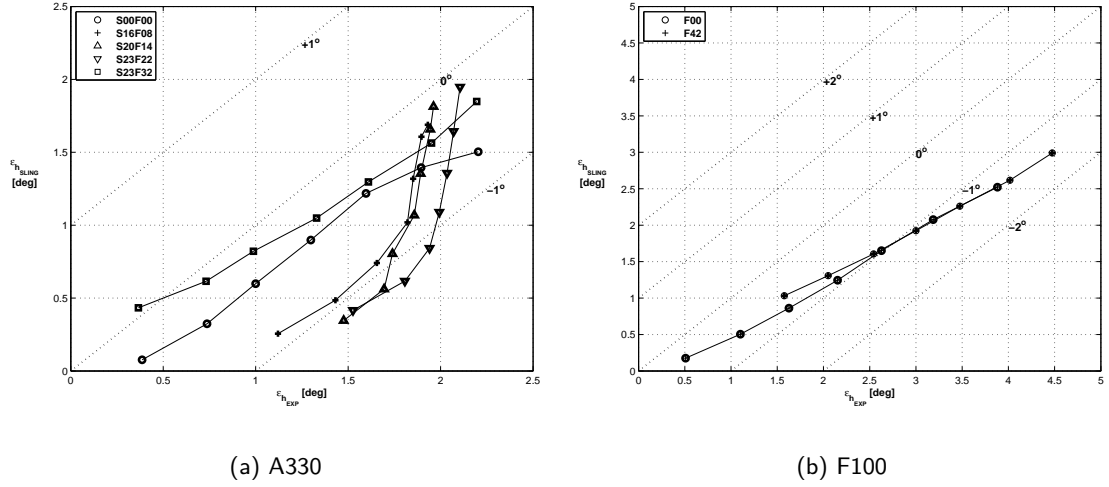 2.5
2
1.5
1
0.5
0
S00F00
S16F08
S20F14
S23F22
S23F32
+1°
0°
−1°
ε_h_SLING
[deg]
0 0.5 1 1.5 2 2.5
ε_h_EXP [deg]
(a) A330
5
4.5
4
3.5
3
2.5
2
1.5
1
0.5
0
F00
F42
+2°
+1°
0°
−1°
−2°
ε_h_SLING
[deg]
0 0.5 1 1.5 2 2.5 3 3.5 4 4.5 5
ε_h_EXP [deg]
(b) F100